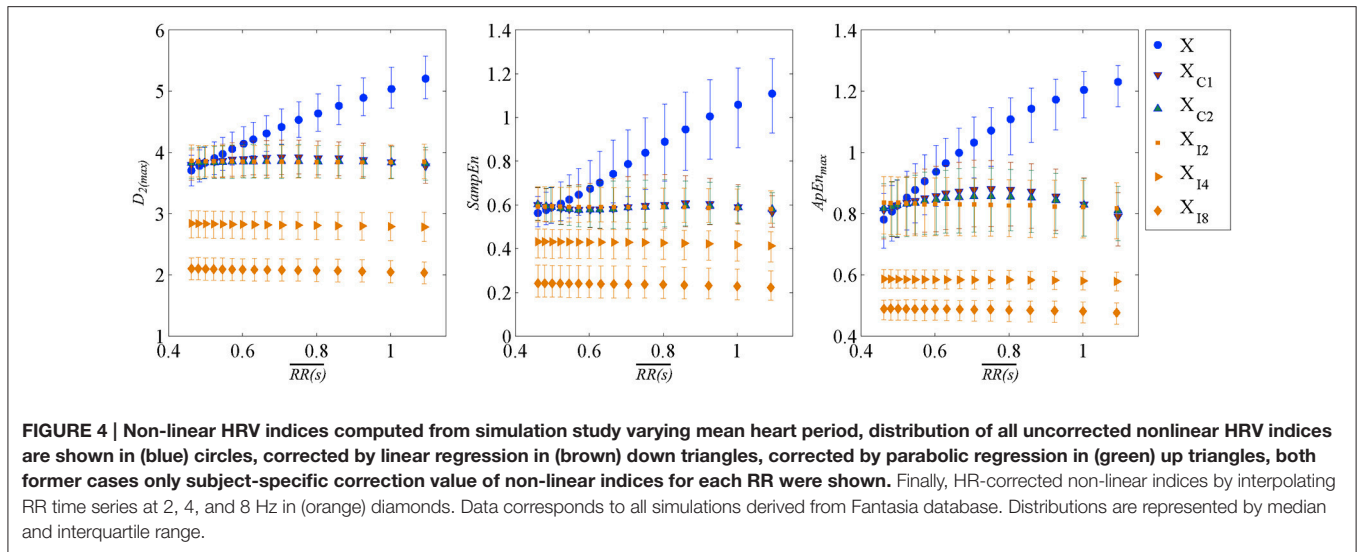 6
5
4
3
2
1
D2(max)
0.4 0.6 0.8 1
RR(s)
1.4
1.2
1
0.8
0.6
0.4
0.2
0
SampEn
0.4 0.6 0.8 1
RR(s)
1.4
1.2
1
0.8
0.6
0.4
ApEnmax
0.4 0.6 0.8 1
RR(s)
X
XC1
XC2
XI2
XI4
XI8
FIGURE 4 | Non-linear HRV indices computed from simulation study varying mean heart period, distribution of all uncorrected nonlinear HRV indices
are shown in (blue) circles, corrected by linear regression in (brown) down triangles, corrected by parabolic regression in (green) up triangles, both
former cases only subject-specific correction value of non-linear indices for each RR were shown. Finally, HR-corrected non-linear indices by interpolating
RR time series at 2, 4, and 8 Hz in (orange) diamonds. Data corresponds to all simulations derived from Fantasia database. Distributions are represented by median
and interquartile range.